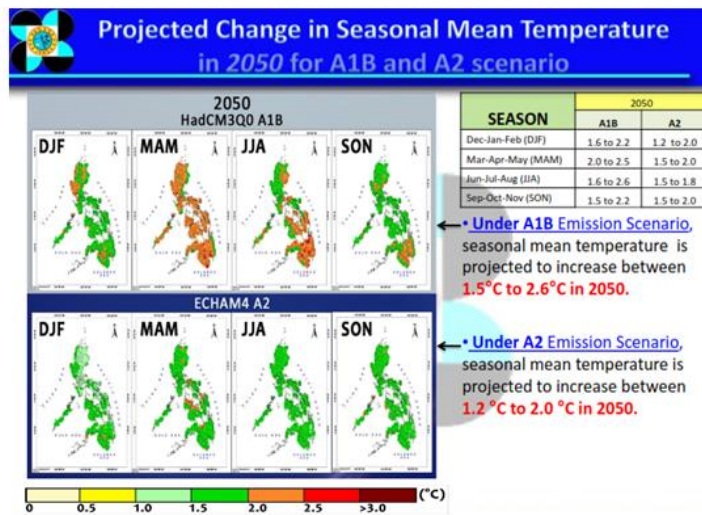 Projected Change in Seasonal Mean Temperature
in 2050 for A1B and A2 scenario
2050
HadCM3Q0 A1B
DJF MAM JJA SON
ECHAM4 A2
DJF MAM JJA SON
0 0.5 1.0 1.5 2.0 2.5 >3.0 (°C)
SEASON 2050
A1B A2
Dec-Jan-Feb (DJF) 1.6 to 2.2 1.2 to 2.0
Mar-Apr-May (MAM) 2.0 to 2.5 1.5 to 2.0
Jun-Jul-Aug (JJA) 1.6 to 2.6 1.5 to 1.8
Sep-Oct-Nov (SON) 1.5 to 2.2 1.5 to 2.0
• Under A1B Emission Scenario,
seasonal mean temperature is
projected to increase between
1.5°C to 2.6°C in 2050.
• Under A2 Emission Scenario,
seasonal mean temperature is
projected to increase between
1.2 °C to 2.0 °C in 2050.